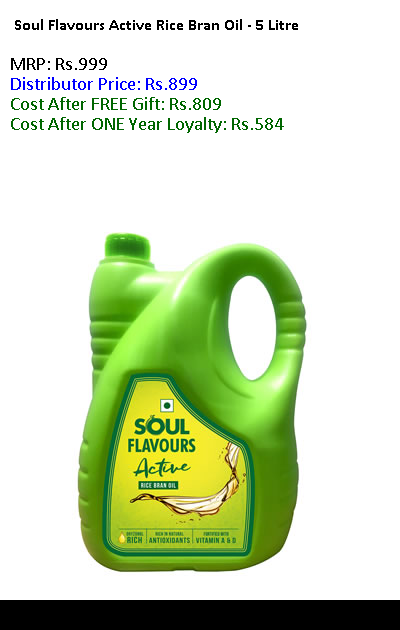 Soul Flavours Active Rice Bran Oil - 5 Litre
MRP: Rs.999
Distributor Price: Rs.899
Cost After FREE Gift: Rs.809
Cost After ONE Year Loyalty: Rs.584
SOUL
FLAVOURS
Active
RICE BRAN OIL
ORYZANOL
RICH
RICH IN NATURAL
ANTIOXIDANTS
FORTIFIED WITH
VITAMIN A & D